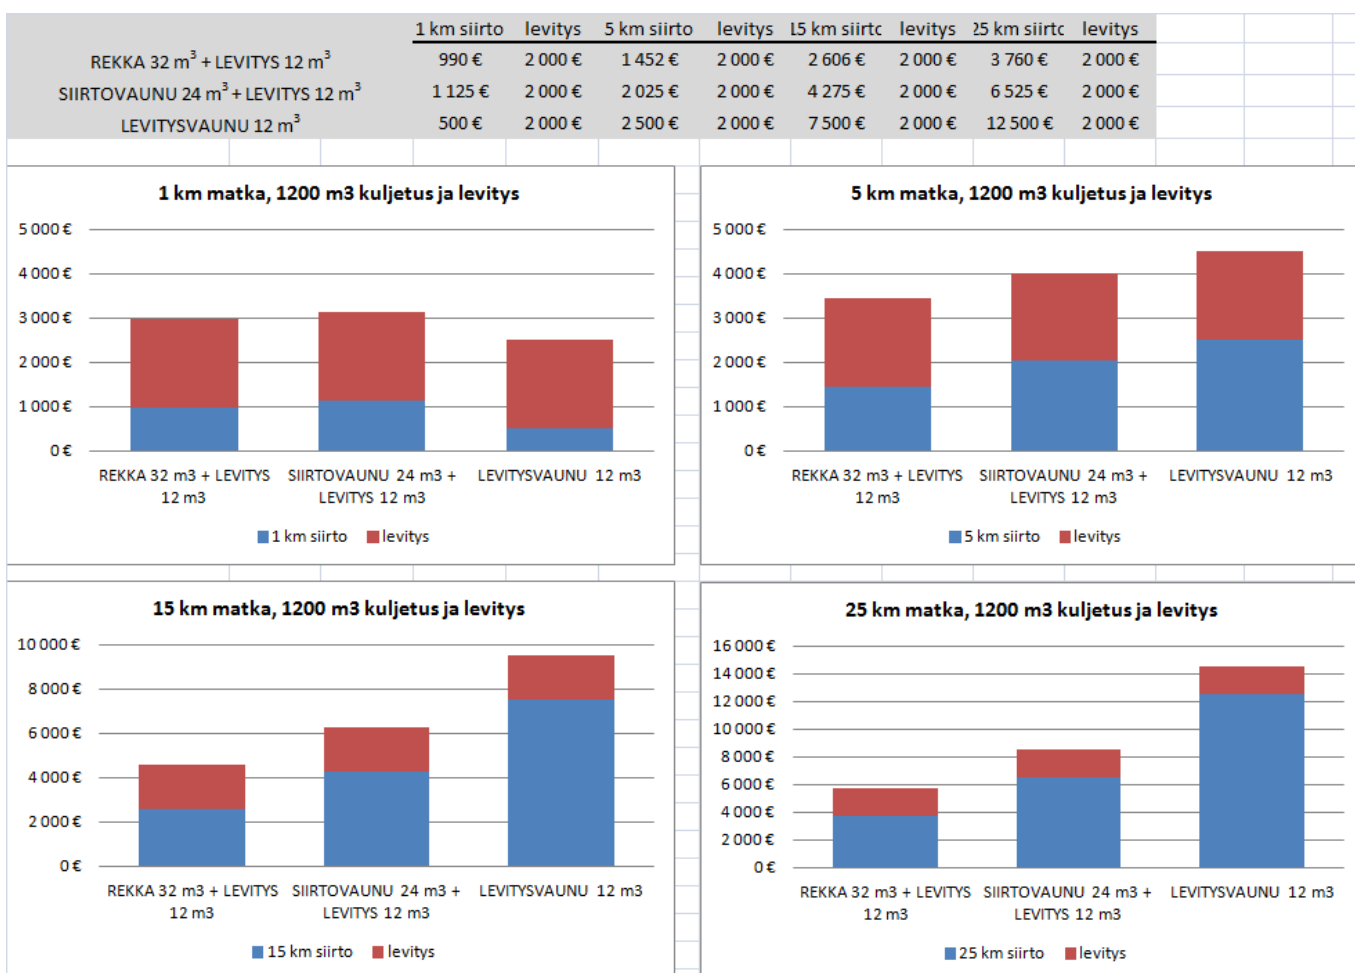 1 km siirto levitys 5 km siirto levitys 15 km siirto levitys 25 km siirto levitys
REKKA 32 m³ + LEVITYS 12 m³ 990 € 2 000 € 1 452 € 2 000 € 2 606 € 2 000 € 3 760 € 2 000 €
SIIRTOVAUNU 24 m³ + LEVITYS 12 m³ 1 125 € 2 000 € 2 025 € 2 000 € 4 275 € 2 000 € 6 525 € 2 000 €
LEVITYSVAUNU 12 m³ 500 € 2 000 € 2 500 € 2 000 € 7 500 € 2 000 € 12 500 € 2 000 €
1 km matka, 1200 m3 kuljetus ja levitys
5 000 €
4 000 €
3 000 €
2 000 €
1 000 €
0 €
REKKA 32 m3 + LEVITYS
12 m3
SIIRTOVAUNU 24 m3 +
LEVITYS 12 m3
LEVITYSVAUNU 12 m3
1 km siirto levitys
5 km matka, 1200 m3 kuljetus ja levitys
5 000 €
4 000 €
3 000 €
2 000 €
1 000 €
0 €
REKKA 32 m3 + LEVITYS
12 m3
SIIRTOVAUNU 24 m3 +
LEVITYS 12 m3
LEVITYSVAUNU 12 m3
5 km siirto levitys
15 km matka, 1200 m3 kuljetus ja levitys
10 000 €
8 000 €
6 000 €
4 000 €
2 000 €
0 €
REKKA 32 m3 + LEVITYS
12 m3
SIIRTOVAUNU 24 m3 +
LEVITYS 12 m3
LEVITYSVAUNU 12 m3
15 km siirto levitys
25 km matka, 1200 m3 kuljetus ja levitys
16 000 €
14 000 €
12 000 €
10 000 €
8 000 €
6 000 €
4 000 €
2 000 €
0 €
REKKA 32 m3 + LEVITYS
12 m3
SIIRTOVAUNU 24 m3 +
LEVITYS 12 m3
LEVITYSVAUNU 12 m3
25 km siirto levitys